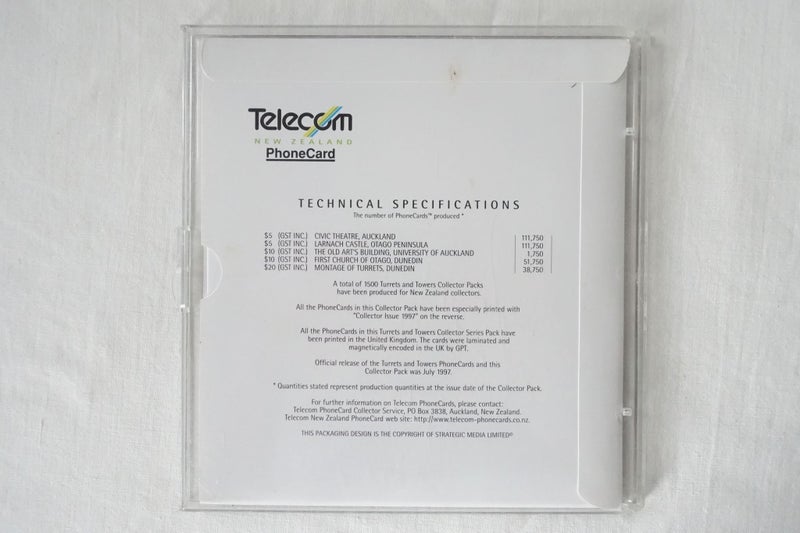 Telecom
NEW ZEALAND
PhoneCard
TECHNICAL SPECIFICATIONS
The number of PhoneCards™ produced *
$5 (GST INC.) CIVIC THEATRE, AUCKLAND 111,750
$5 (GST INC.) LARNACH CASTLE, OTAGO PENINSULA 111,750
$10 (GST INC.) THE OLD ART'S BUILDING, UNIVERSITY OF AUCKLAND 1,750
$10 (GST INC.) FIRST CHURCH OF OTAGO, DUNEDIN 51,750
$20 (GST INC.) MONTAGE OF TURRETS, DUNEDIN 38,750
A total of 1500 Turrets and Towers Collector Packs
have been produced for New Zealand collectors.
All the PhoneCards in this Collector Pack have been especially printed with
"Collector Issue 1997" on the reverse.
All the PhoneCards in this Turrets and Towers Collector Series Pack have
been printed in the United Kingdom. The cards were laminated and
magnetically encoded in the UK by GPT.
Official release of the Turrets and Towers PhoneCards and this
Collector Pack was July 1997.
* Quantities stated represent production quantities at the issue date of the Collector Pack.
For further information on Telecom PhoneCards, please contact:
Telecom PhoneCard Collector Service, PO Box 3838, Auckland, New Zealand.
Telecom New Zealand PhoneCard web site: http://www.telecom-phonecards.co.nz.
THIS PACKAGING DESIGN IS THE COPYRIGHT OF STRATEGIC MEDIA LIMITED©